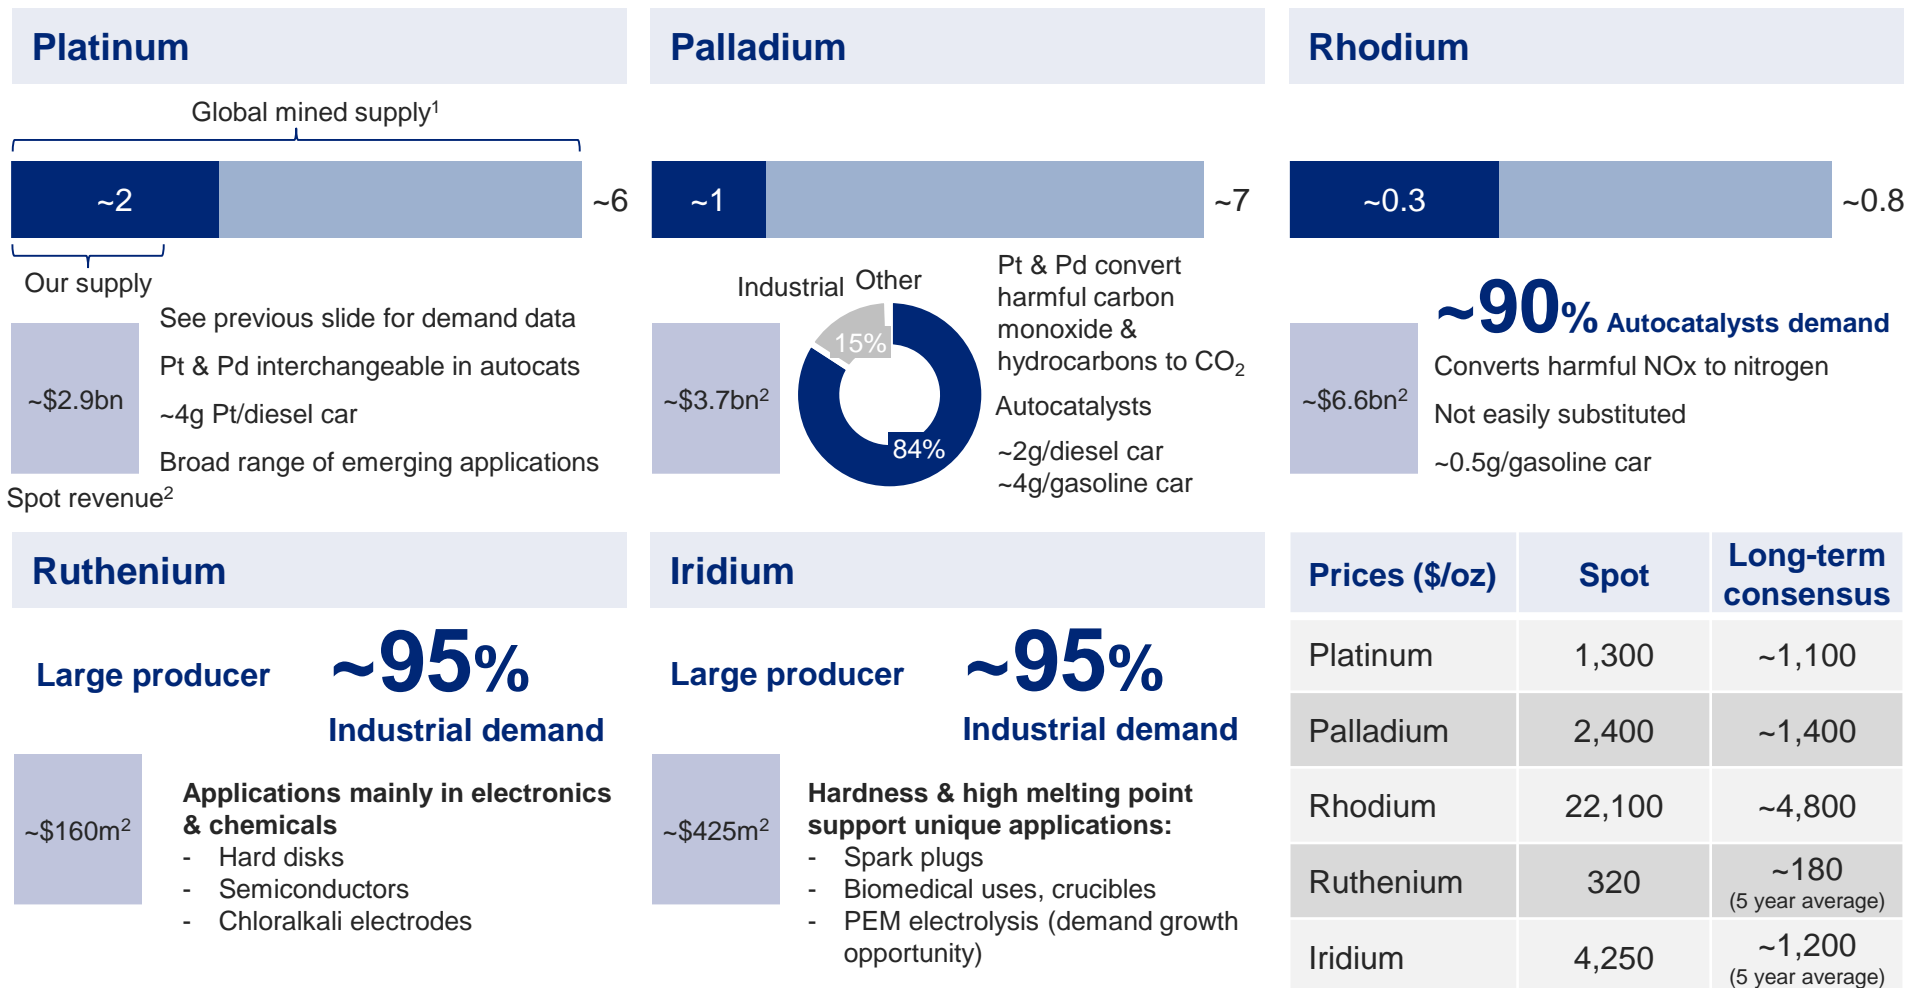 Platinum
Global mined supply¹
~2
~6
Our supply
~$2.9bn
See previous slide for demand data
Pt & Pd interchangeable in autocats
~4g Pt/diesel car
Broad range of emerging applications
Spot revenue²
Palladium
~1
~7
Industrial
Other
15%
84%
~$3.7bn²
Pt & Pd convert
harmful carbon
monoxide &
hydrocarbons to CO₂
Autocatalysts
~2g/diesel car
~4g/gasoline car
Rhodium
~0.3
~0.8
~90% Autocatalysts demand
~$6.6bn²
Converts harmful NOx to nitrogen
Not easily substituted
~0.5g/gasoline car
Ruthenium
Large producer
~95%
Industrial demand
~$160m²
Applications mainly in electronics
& chemicals
- Hard disks
- Semiconductors
- Chloralkali electrodes
Iridium
Large producer
~95%
Industrial demand
~$425m²
Hardness & high melting point
support unique applications:
- Spark plugs
- Biomedical uses, crucibles
- PEM electrolysis (demand growth
opportunity)
Prices ($/oz) Spot Long-term
consensus
Platinum 1,300 ~1,100
Palladium 2,400 ~1,400
Rhodium 22,100 ~4,800
Ruthenium 320 ~180
(5 year average)
Iridium 4,250 ~1,200
(5 year average)